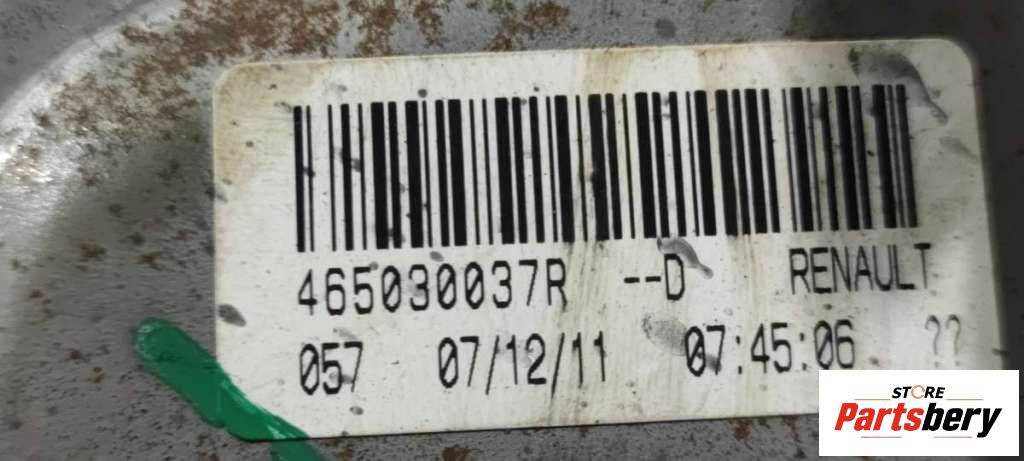 465030037R --D RENAULT
057 07/12/11 07:45:06 ??
STORE
Partsbery